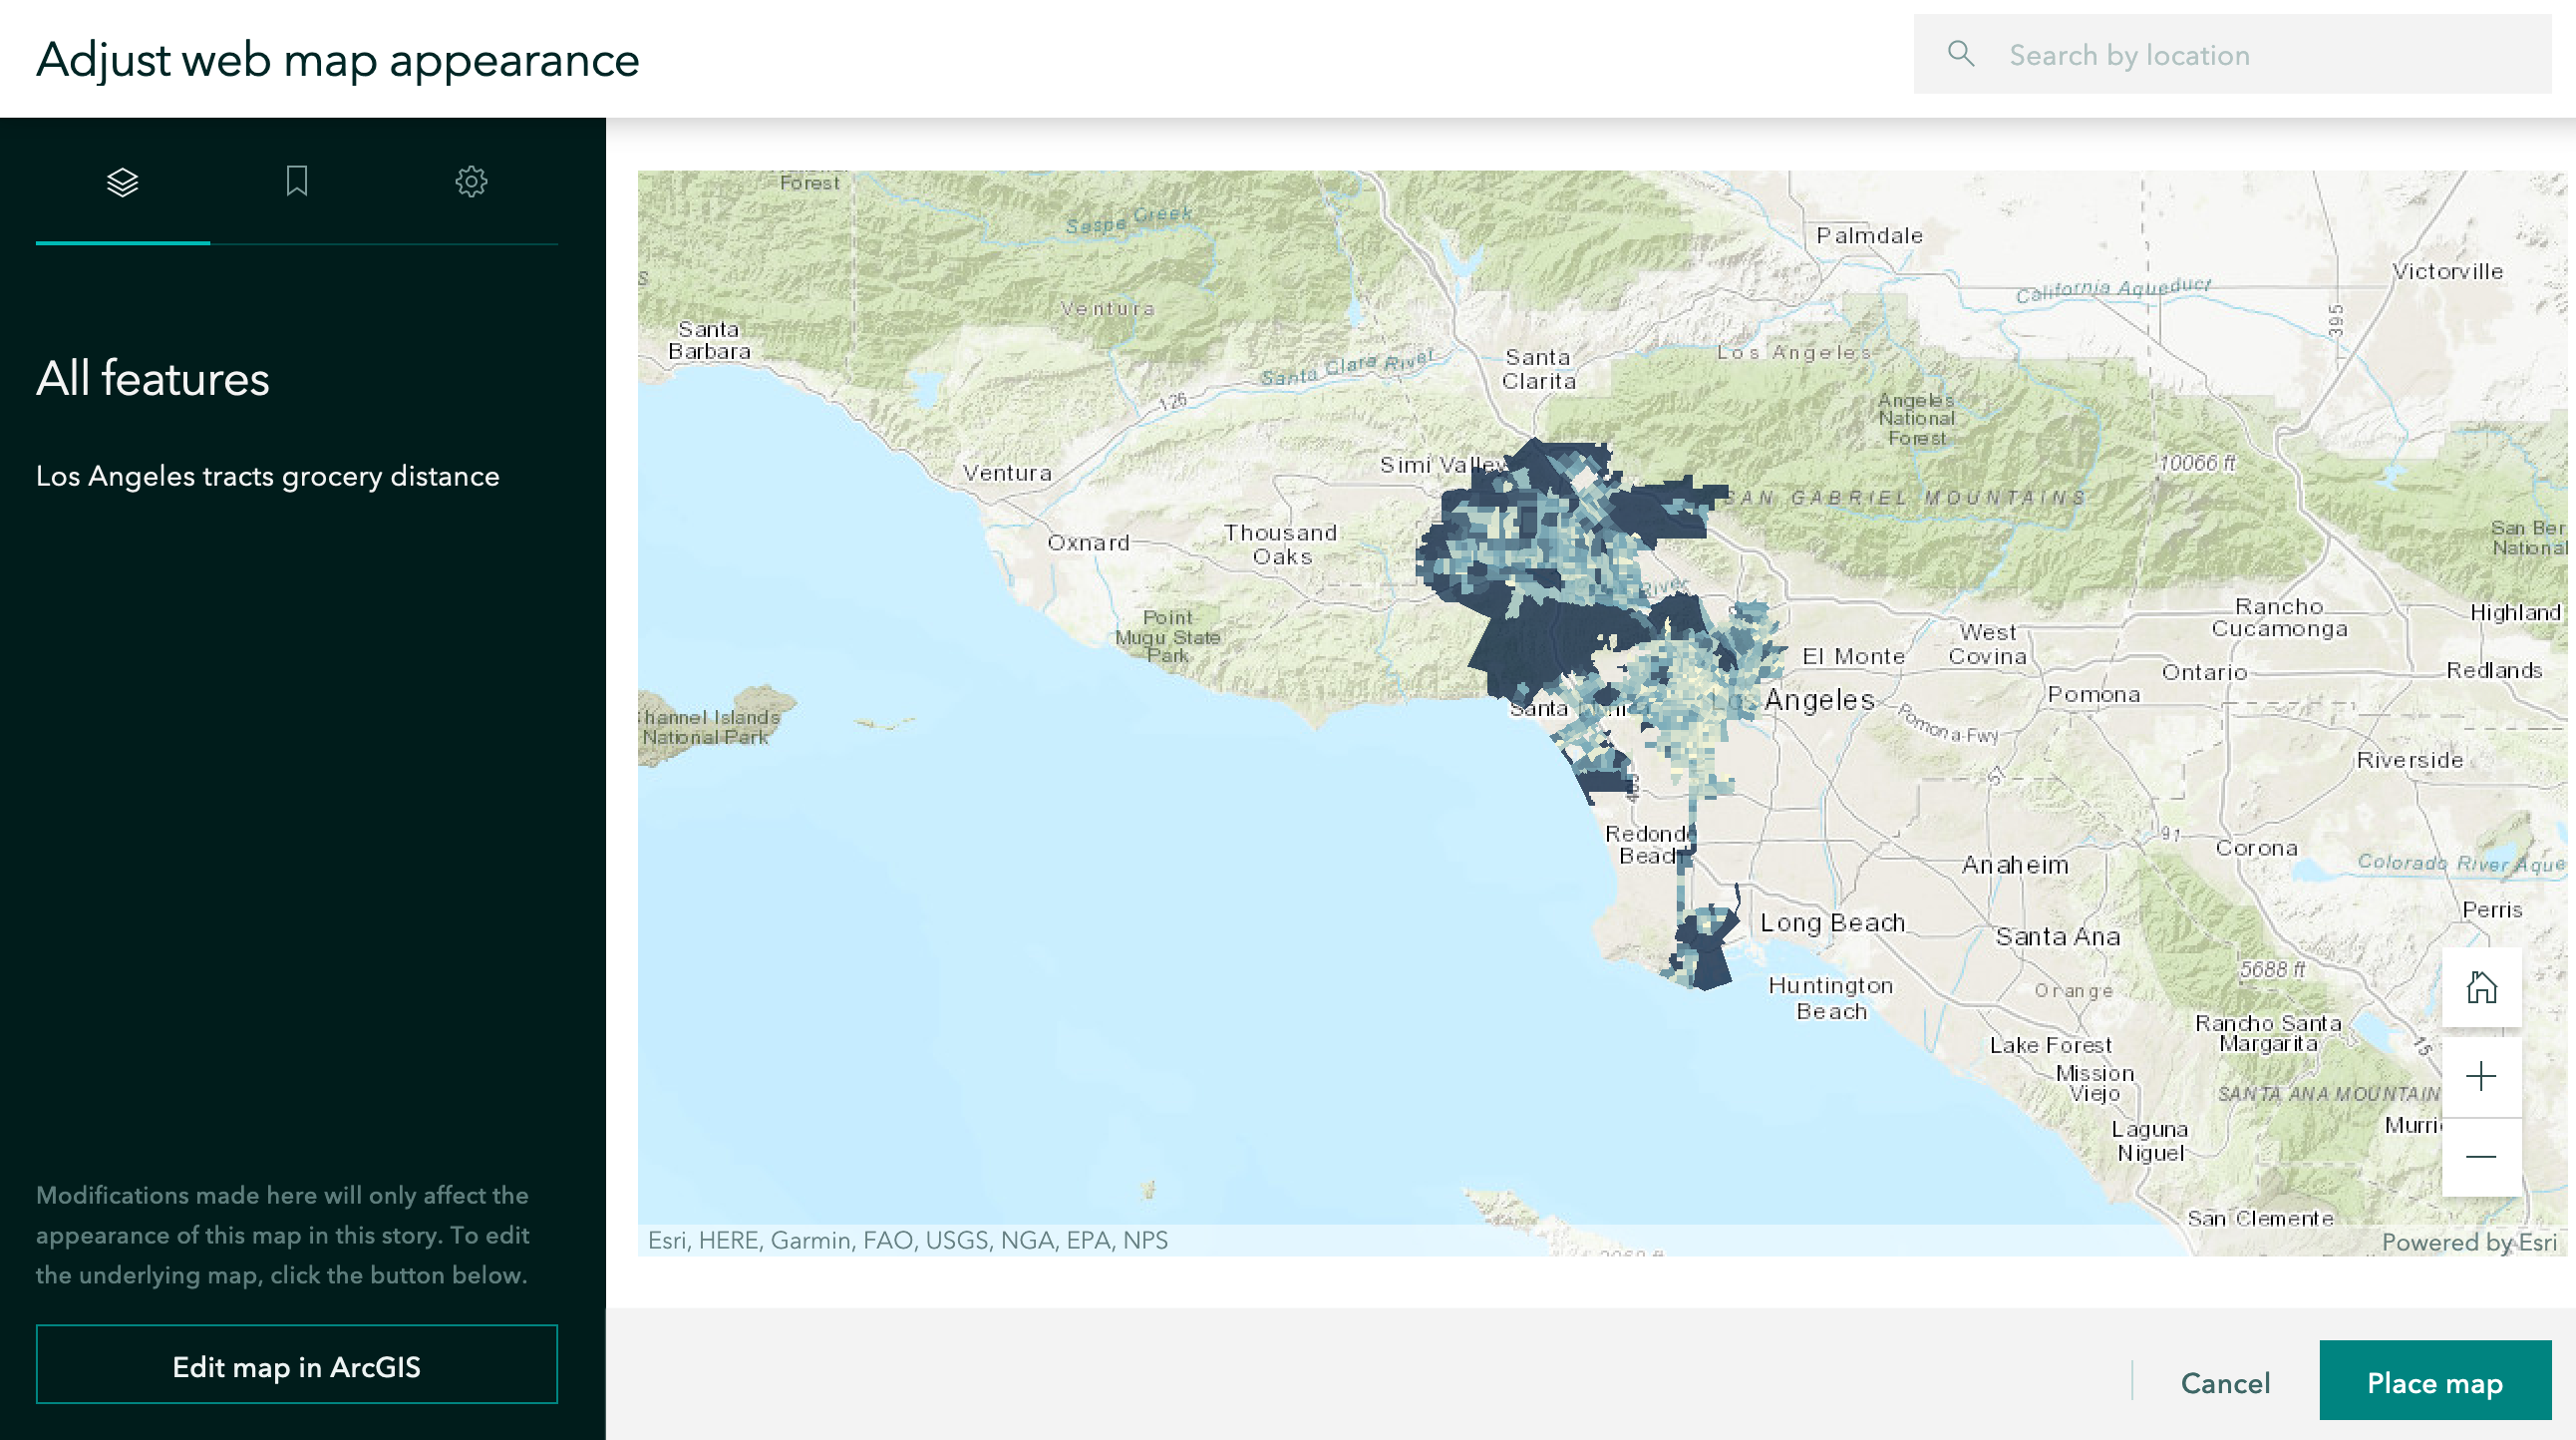 Adjust web map appearance
Search by location
All features
Los Angeles tracts grocery distance
Modifications made here will only affect the
appearance of this map in this story. To edit
the underlying map, click the button below.
Edit map in ArcGIS
Forest
Sespe Creek
Palmdale
Victorville
California Aqueduct
S
Ventura
395
Santa
Barbara
Santa Clara River
Santa
Clarita
Los Angeles
126
Angeles
National
Forest
Ventura
Simi Valley
10066 ft
SAN GABRIEL MOUNTAINS
Oxnard
Thousand
Oaks
San Ber
National
River
Point
Mugu State
Park
Rancho
Cucamonga
Highland
West
Covina
El Monte
Ontario
Redlands
Pomona
Los Angeles
Santa
hannel Islands
National Park
Pomona Fwy
Riverside
57
Redondo
Beach
91
Corona
Anaheim
Colorado River Aque
Long Beach
Perris
Santa Ana
5688 ft
Huntington
Beach
Orange
Rancho Santa
Margarita
15
Lake Forest
Mission
Viejo
SANTA ANA MOUNTAIN
Murri
Laguna
Niguel
San Clemente
Esri, HERE, Garmin, FAO, USGS, NGA, EPA, NPS
Powered by Esri
Cancel
Place map